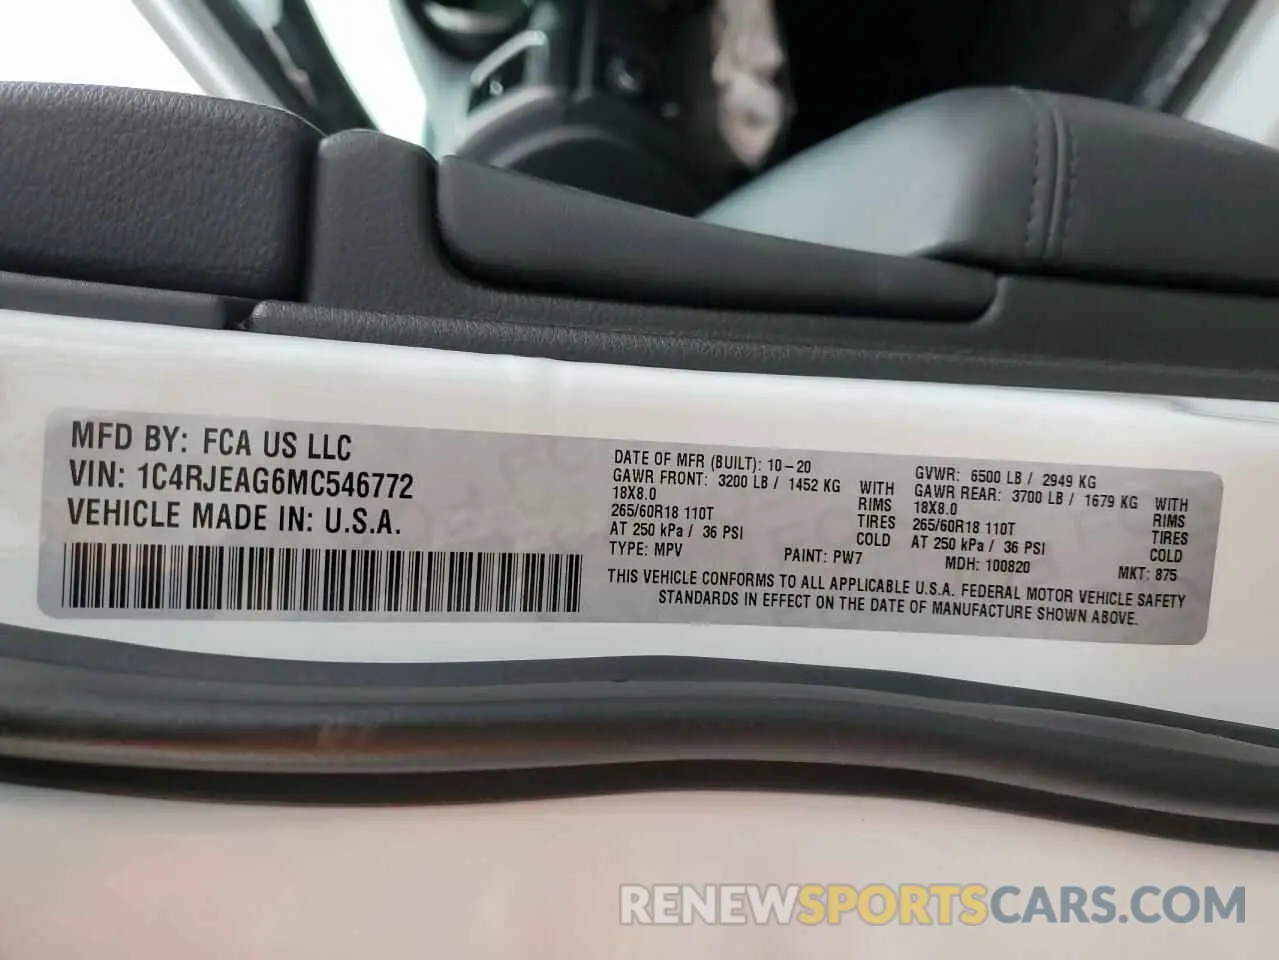 MFD BY: FCA US LLC
VIN: 1C4RJEAG6MC546772
VEHICLE MADE IN: U.S.A.
DATE OF MFR (BUILT): 10-20
GAWR FRONT: 3200 LB / 1452 KG WITH
18X8.0 RIMS
265/60R18 110T TIRES
AT 250 kPa / 36 PSI COLD
TYPE: MPV PAINT: PW7
GVWR: 6500 LB / 2949 KG
GAWR REAR: 3700 LB / 1679 KG WITH
18X8.0 RIMS
265/60R18 110T TIRES
AT 250 kPa / 36 PSI COLD
MDH: 100820 MKT: 875
THIS VEHICLE CONFORMS TO ALL APPLICABLE U.S.A. FEDERAL MOTOR VEHICLE SAFETY
STANDARDS IN EFFECT ON THE DATE OF MANUFACTURE SHOWN ABOVE.
RENEWSPORTSCARS.COM